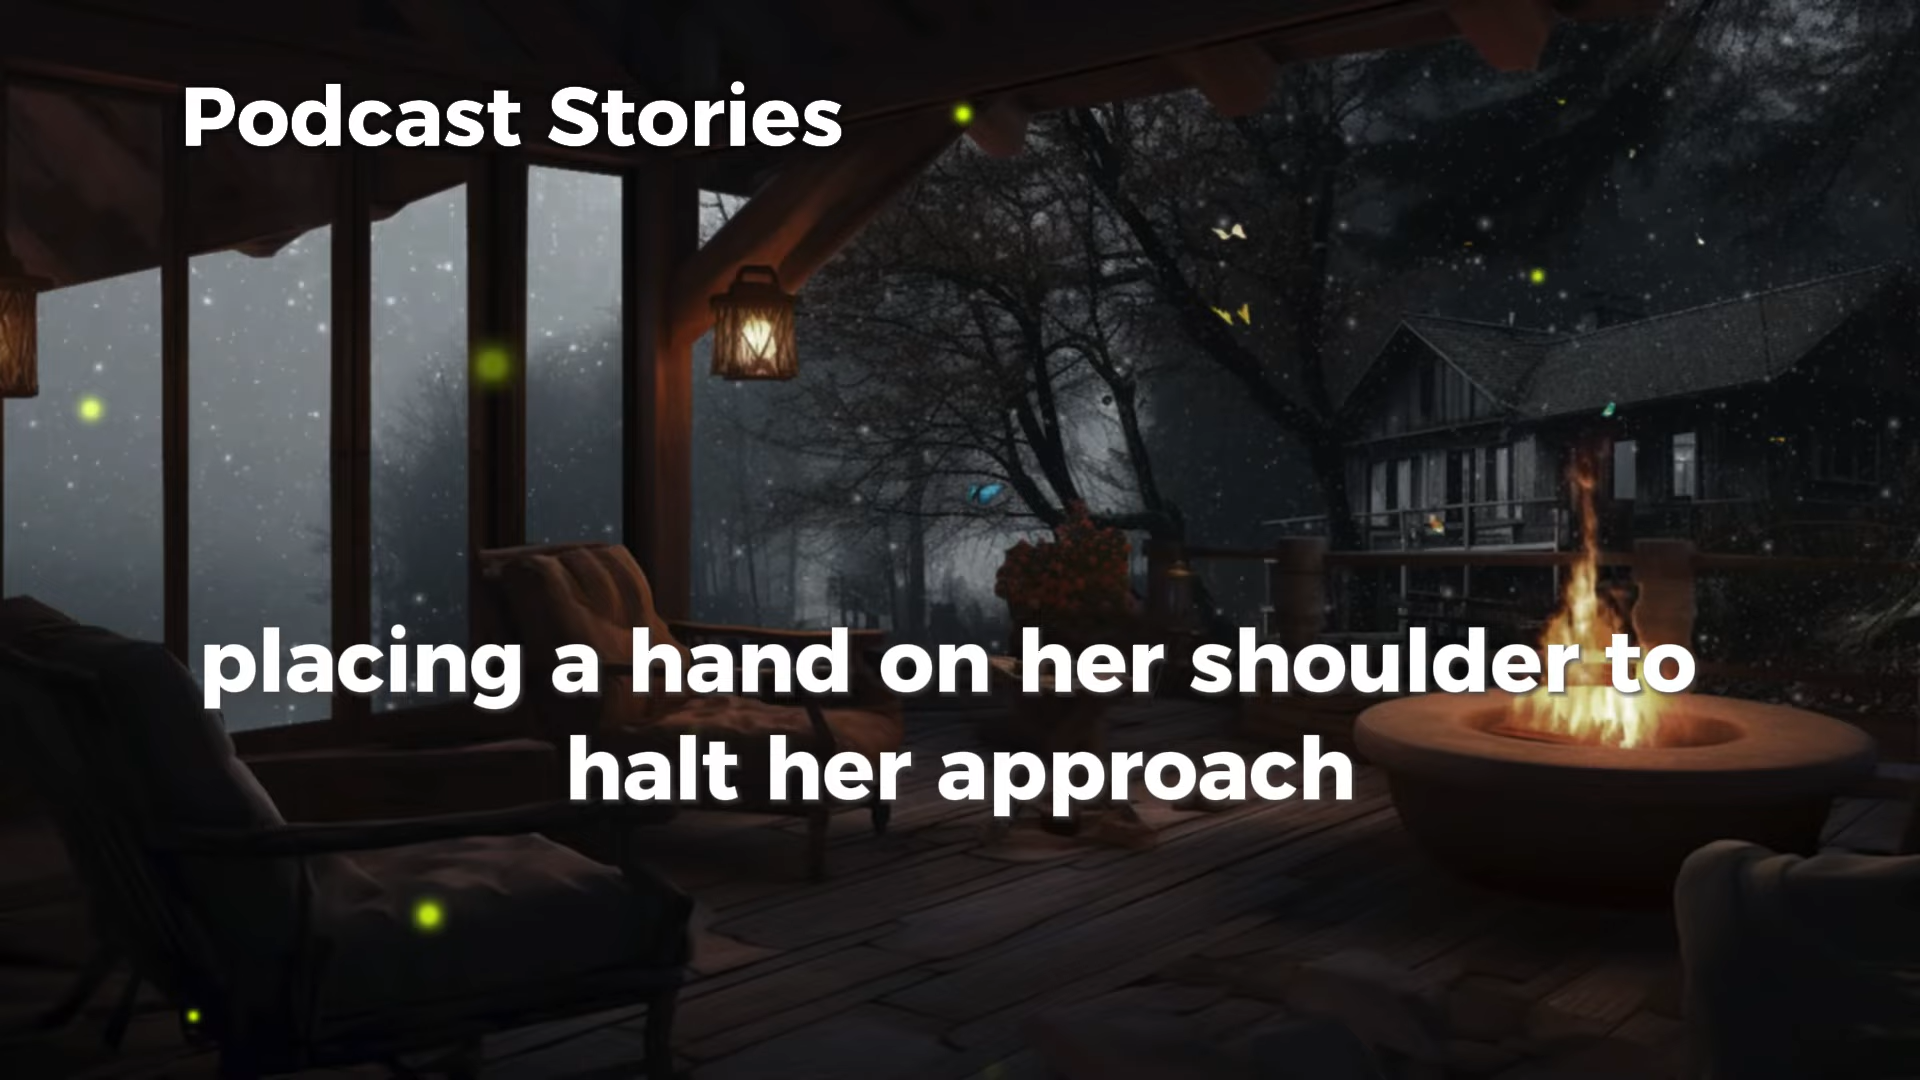 Podcast Stories
placing a hand on her shoulder to
halt her approach